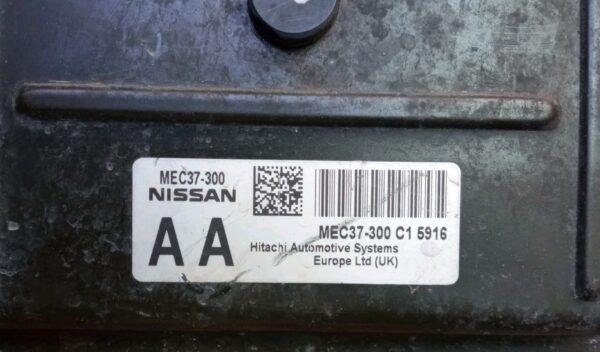 MEC37-300
NISSAN
AA
MEC37-300 C1 5916
Hitachi Automotive Systems
Europe Ltd (UK)